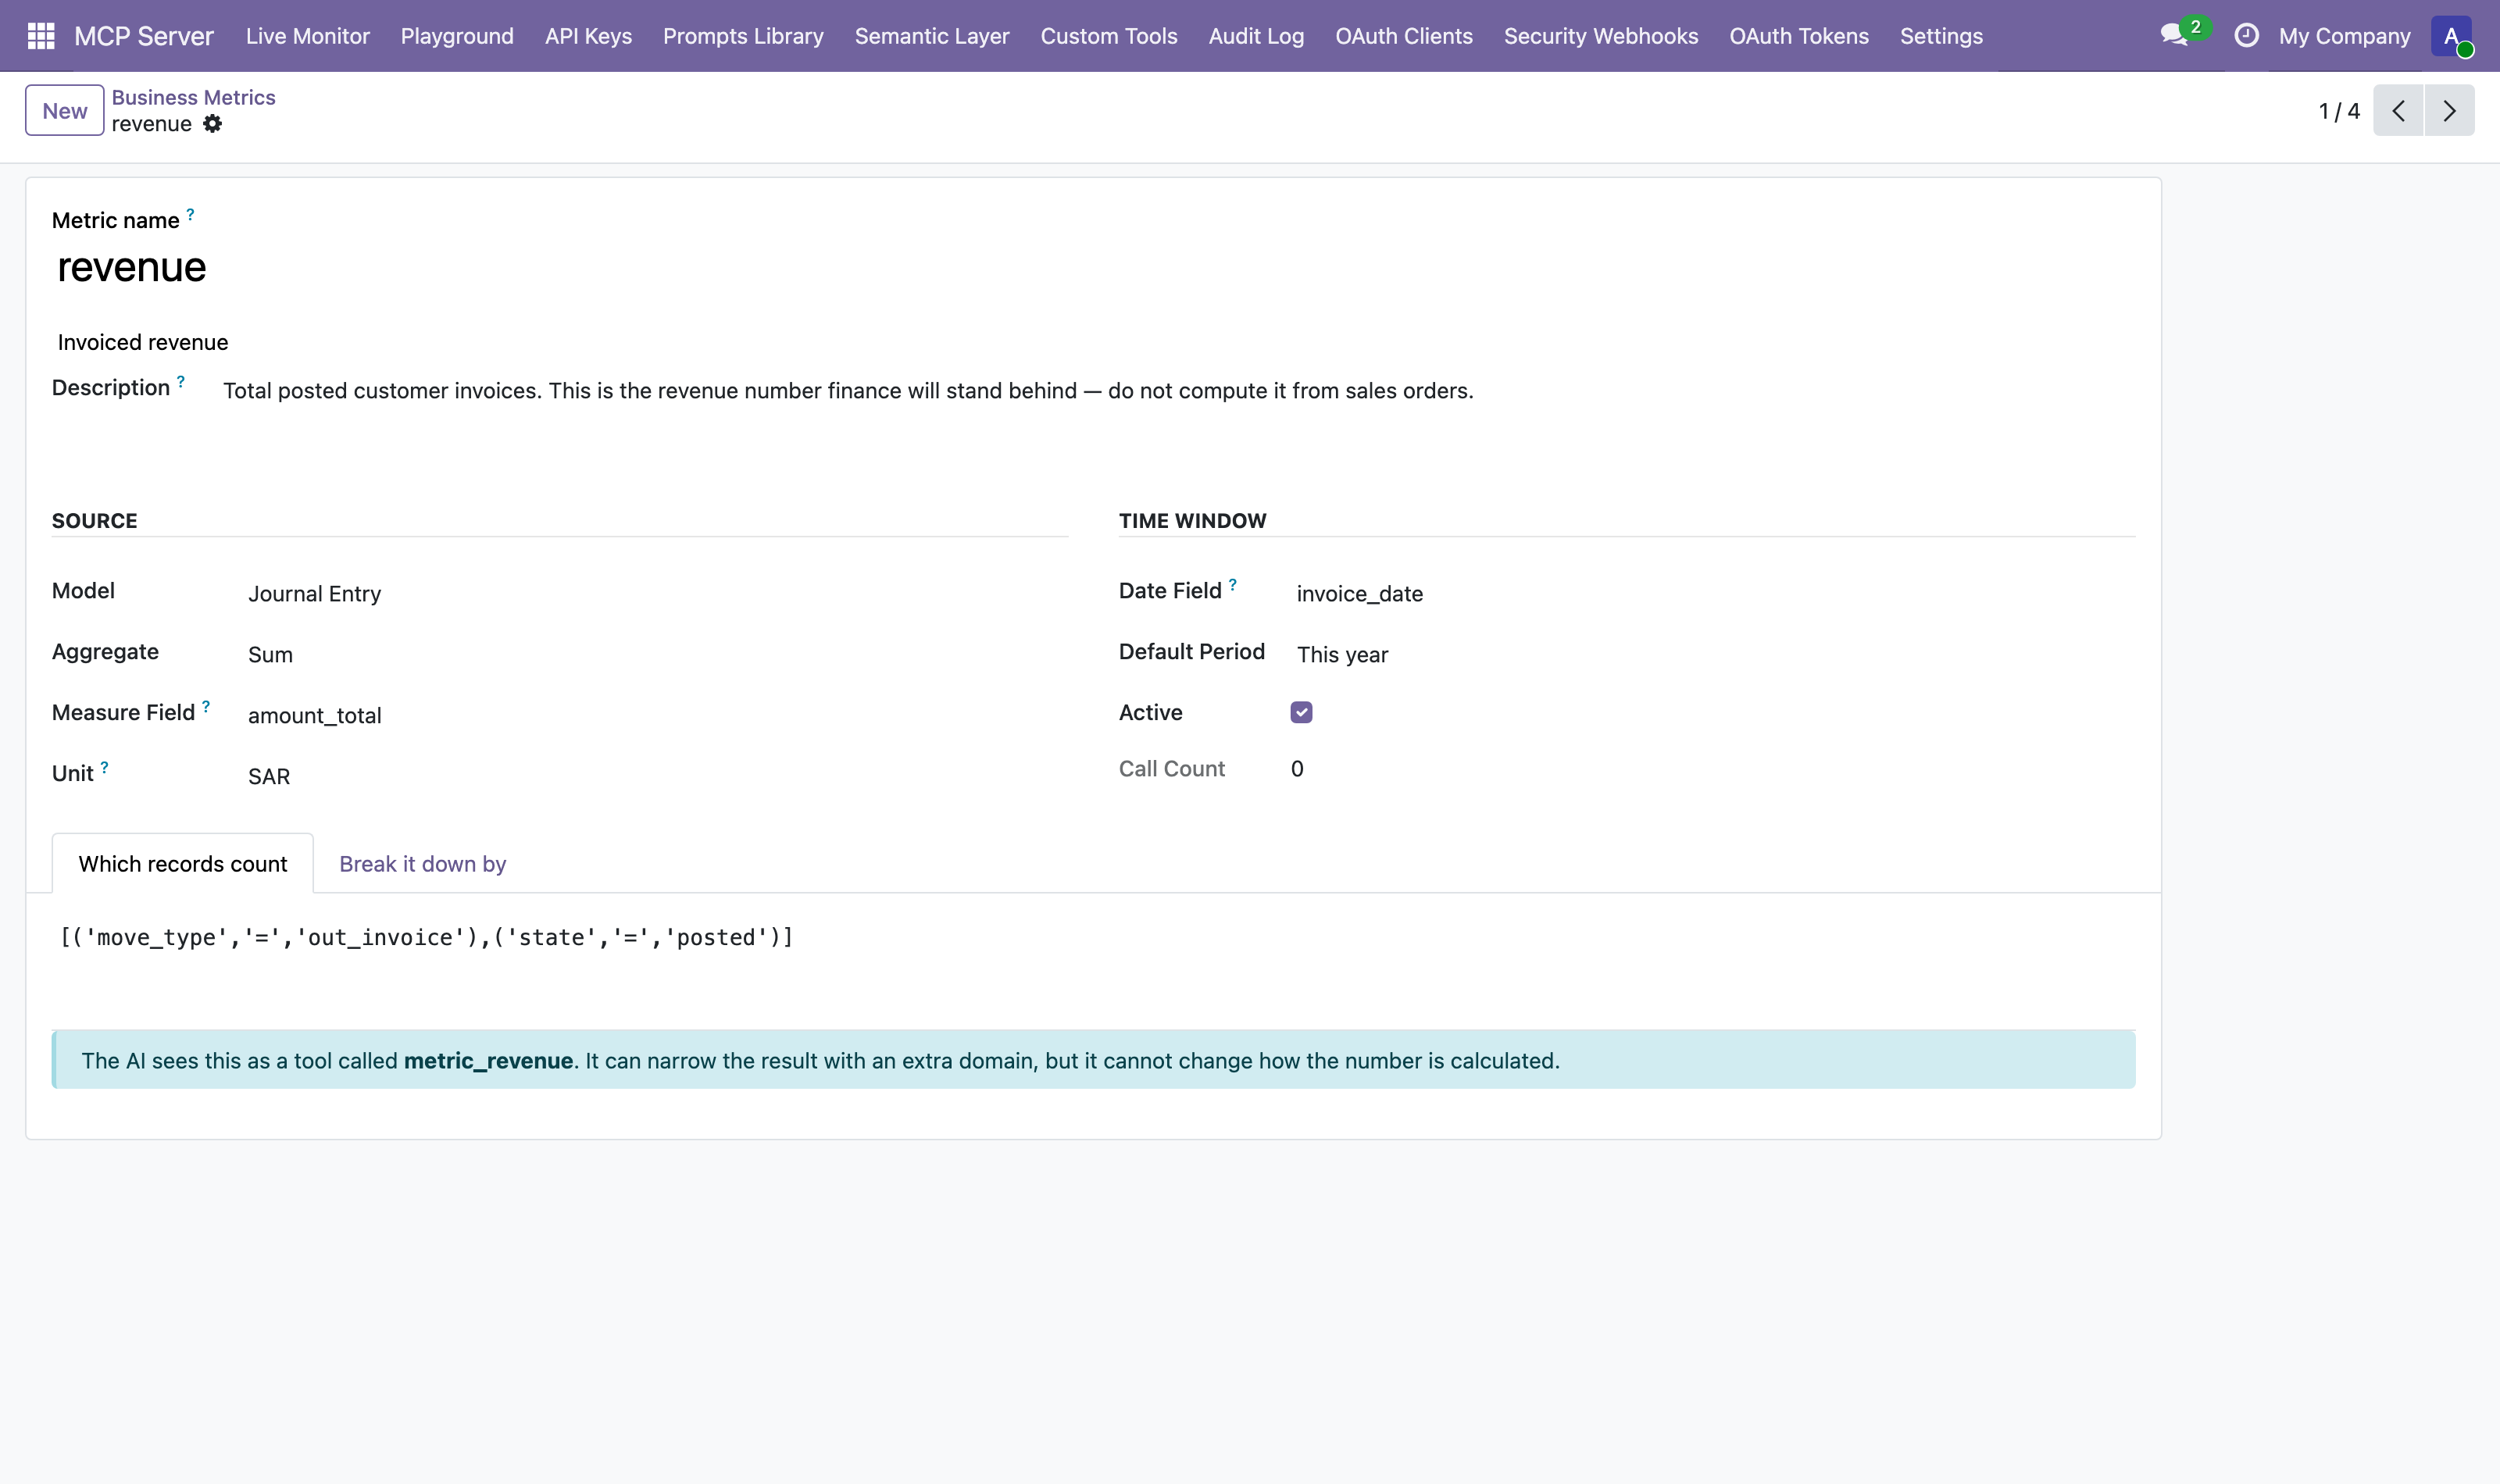 MCP Server Live Monitor Playground API Keys Prompts Library Semantic Layer Custom Tools Audit Log OAuth Clients Security Webhooks OAuth Tokens Settings 2 My Company A
New Business Metrics 1 / 4
revenue
Metric name ?
revenue
Invoiced revenue
Description ? Total posted customer invoices. This is the revenue number finance will stand behind — do not compute it from sales orders.
SOURCE
Model Journal Entry
Aggregate Sum
Measure Field ? amount_total
Unit ? SAR
TIME WINDOW
Date Field ? invoice_date
Default Period This year
Active
Call Count 0
Which records count Break it down by
[('move_type','=','out_invoice'),('state','=','posted')]
The AI sees this as a tool called metric_revenue. It can narrow the result with an extra domain, but it cannot change how the number is calculated.